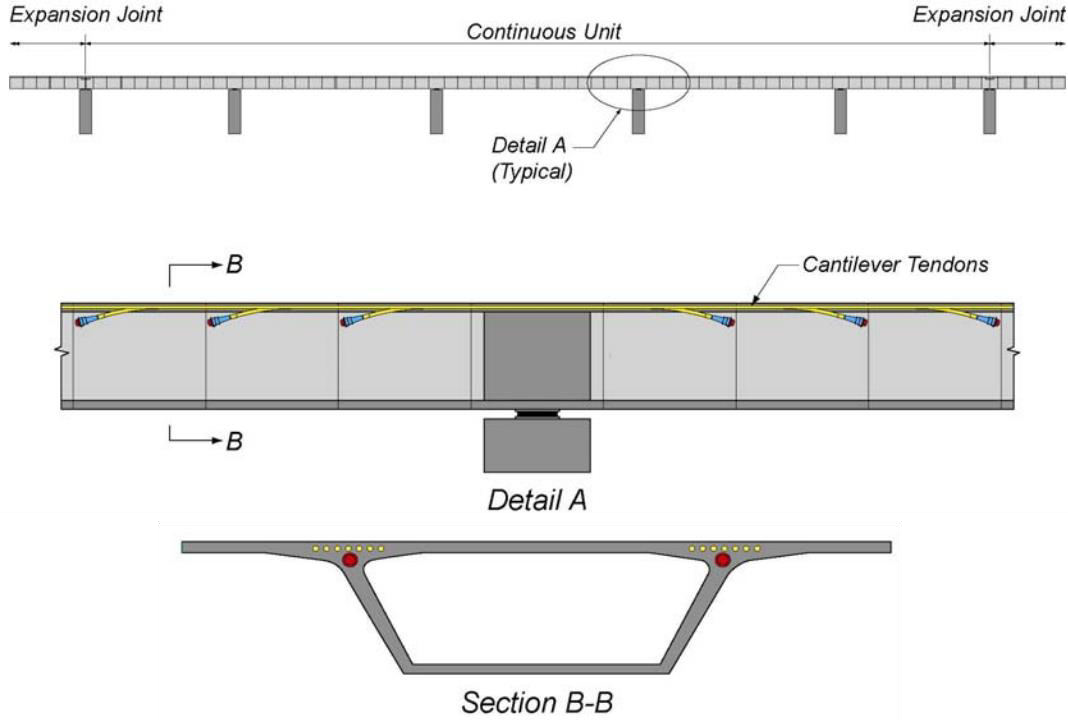 Expansion Joint
Expansion Joint
Continuous Unit
Detail A
(Typical)
B
Cantilever Tendons
B
Detail A
Section B-B